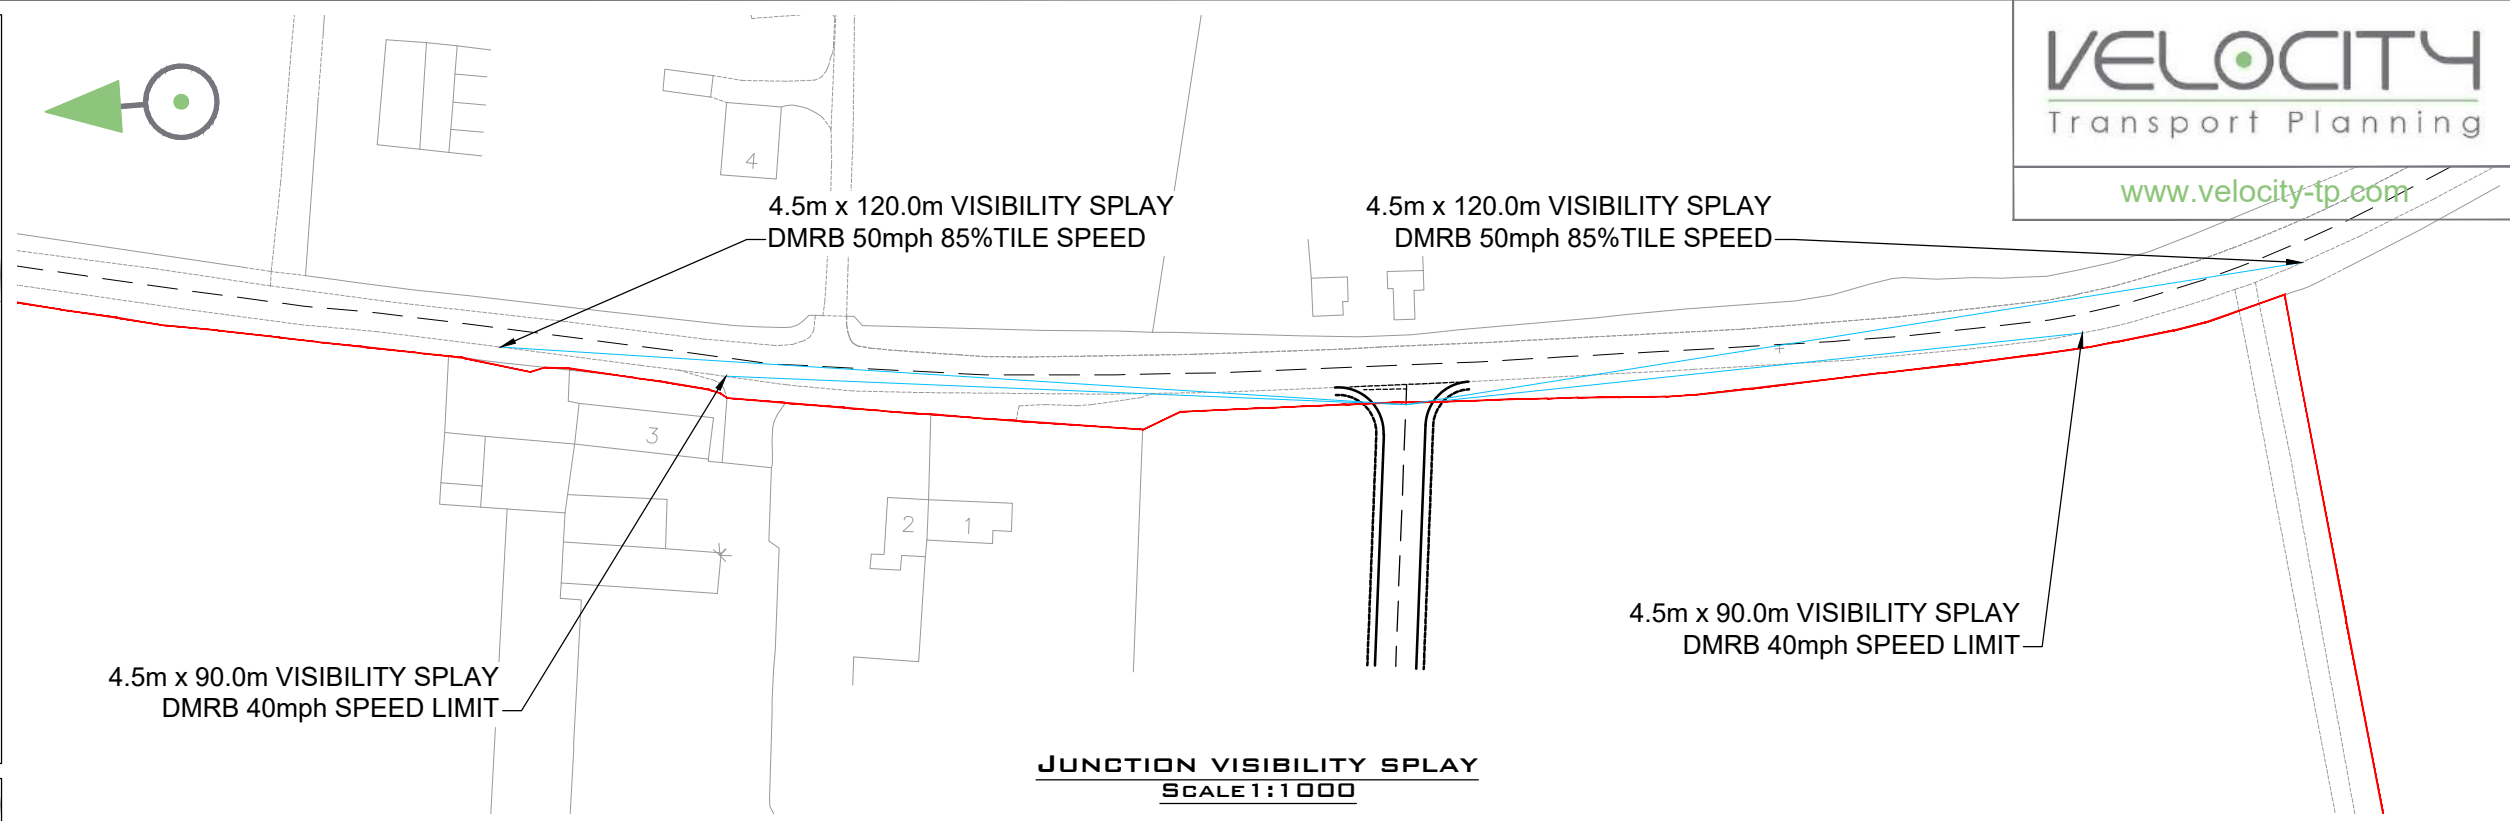 VELOCITY
Transport Planning
www.velocity-tp.com
4
4.5m x 120.0m VISIBILITY SPLAY
DMRB 50mph 85%TILE SPEED
4.5m x 120.0m VISIBILITY SPLAY
DMRB 50mph 85%TILE SPEED
3
2
1
4.5m x 90.0m VISIBILITY SPLAY
DMRB 40mph SPEED LIMIT
4.5m x 90.0m VISIBILITY SPLAY
DMRB 40mph SPEED LIMIT
JUNCTION VISIBILITY SPLAY
SCALE 1:1000